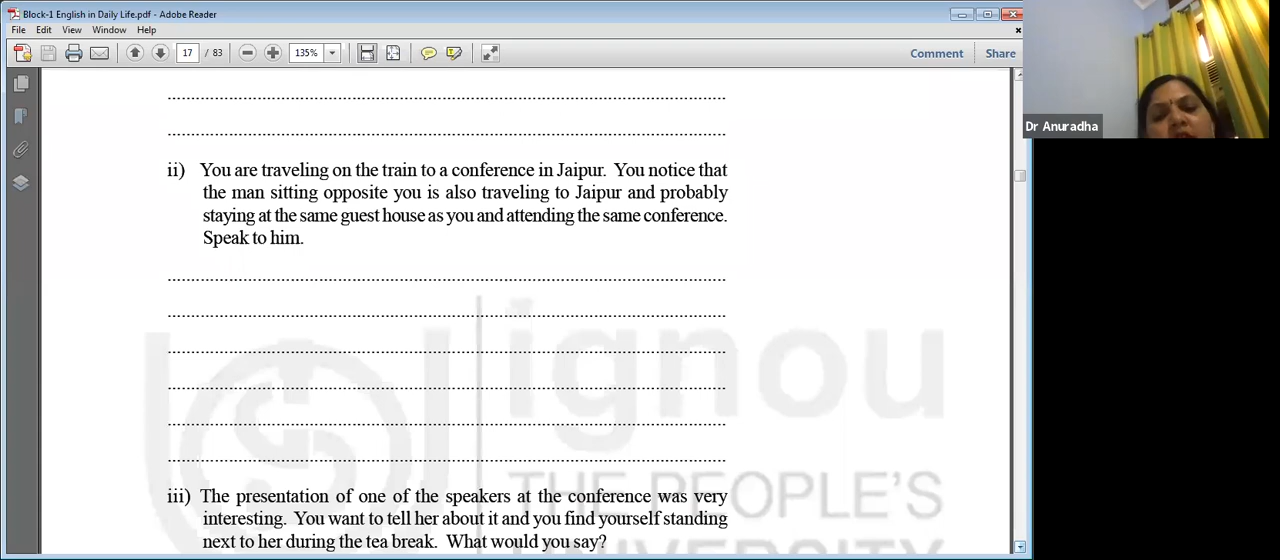 Block-1 English in Daily Life.pdf - Adobe Reader
File Edit View Window Help
17 / 83 135% Comment Share
Dr Anuradha
ii) You are traveling on the train to a conference in Jaipur. You notice that
the man sitting opposite you is also traveling to Jaipur and probably
staying at the same guest house as you and attending the same conference.
Speak to him.
ignou
THE PEOPLE'S
UNIVERSITY
iii) The presentation of one of the speakers at the conference was very
interesting. You want to tell her about it and you find yourself standing
next to her during the tea break. What would you say?